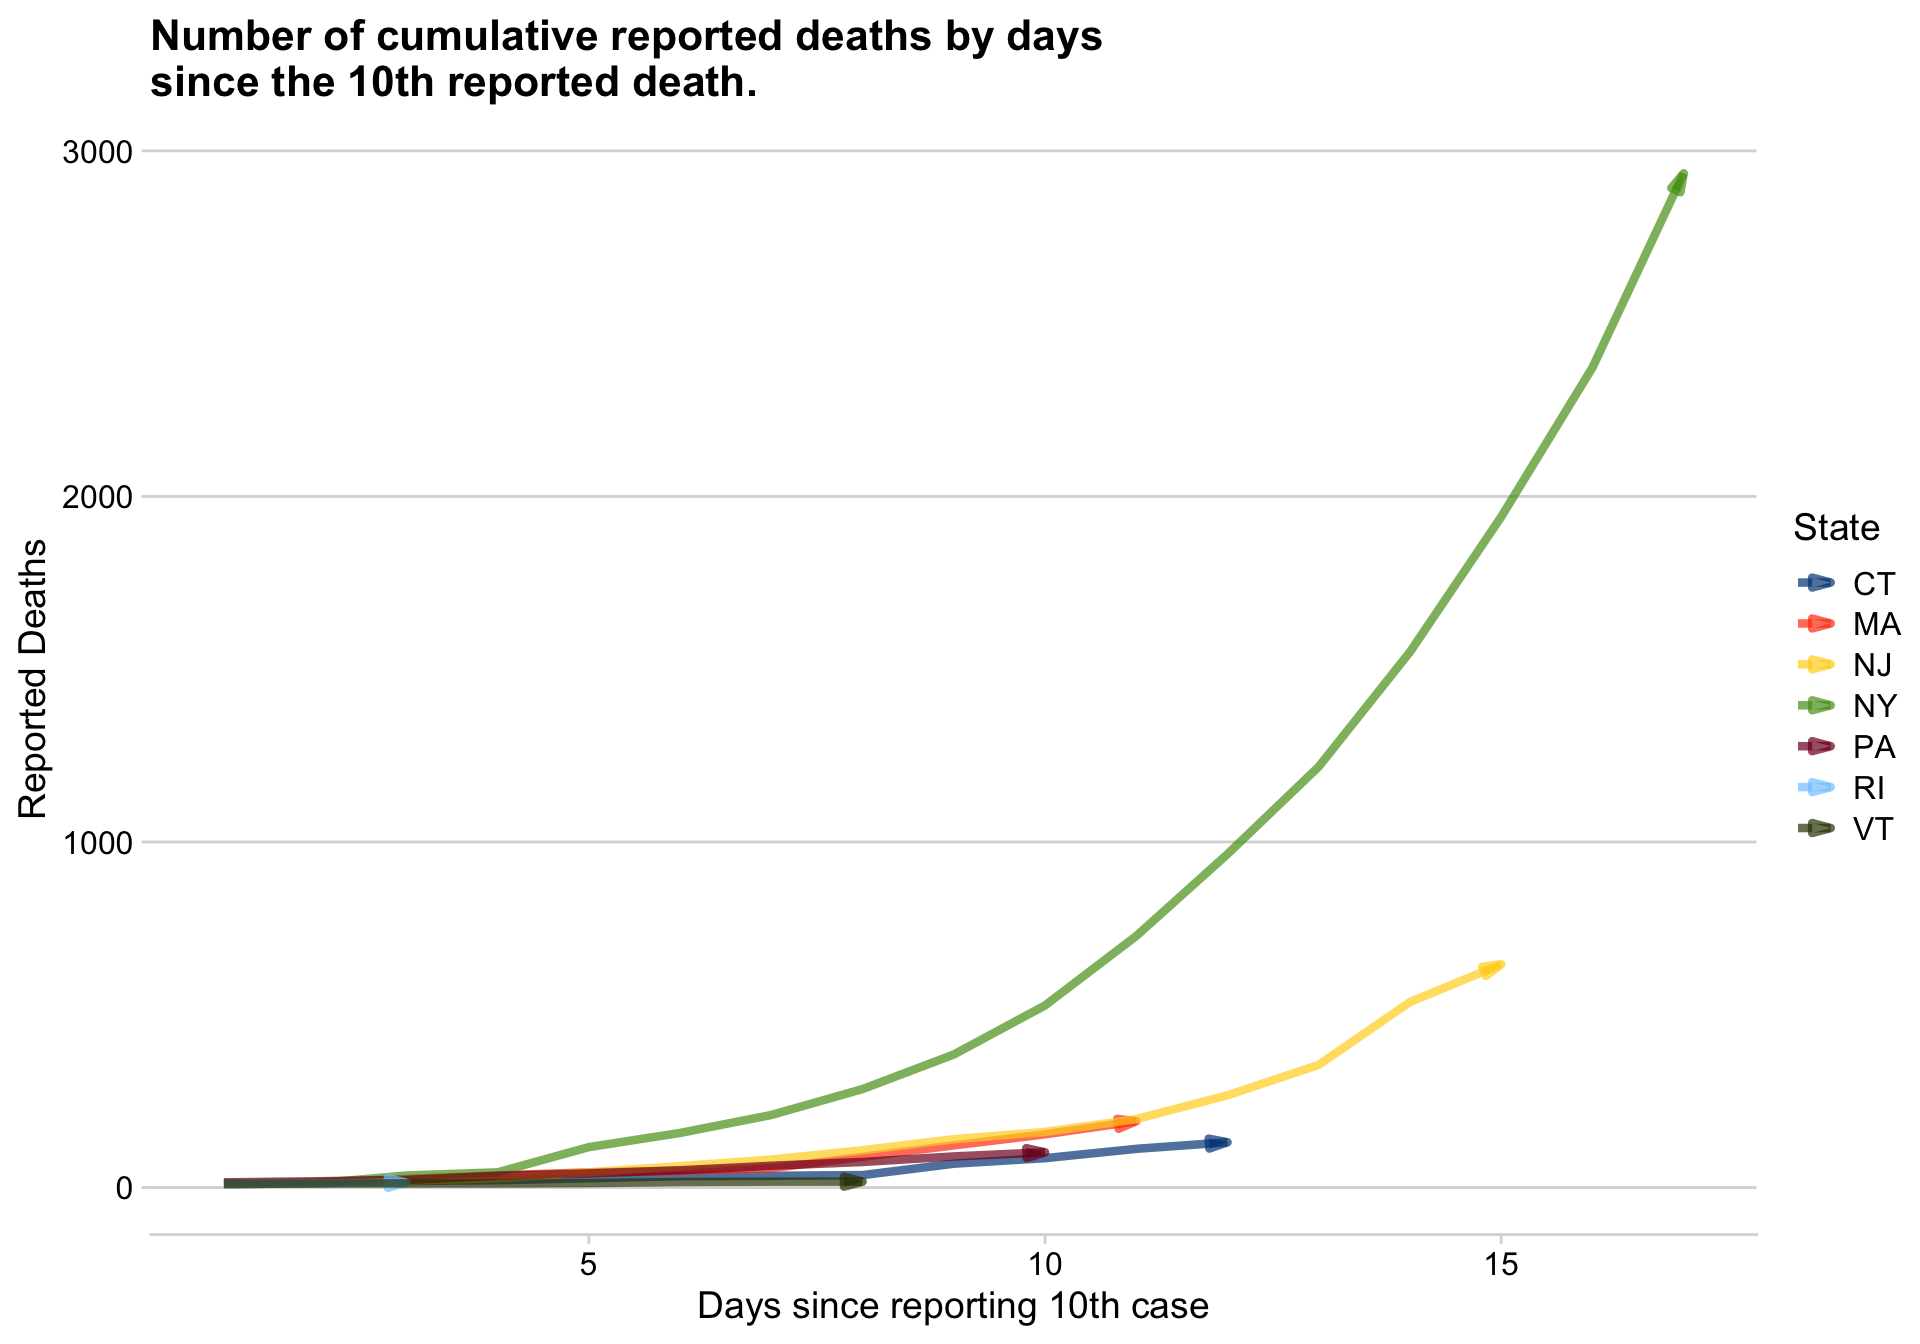 Number of cumulative reported deaths by days
since the 10th reported death.
3000
2000
1000
0
Reported Deaths
5
10
15
Days since reporting 10th case
State
CT
MA
NJ
NY
PA
RI
VT